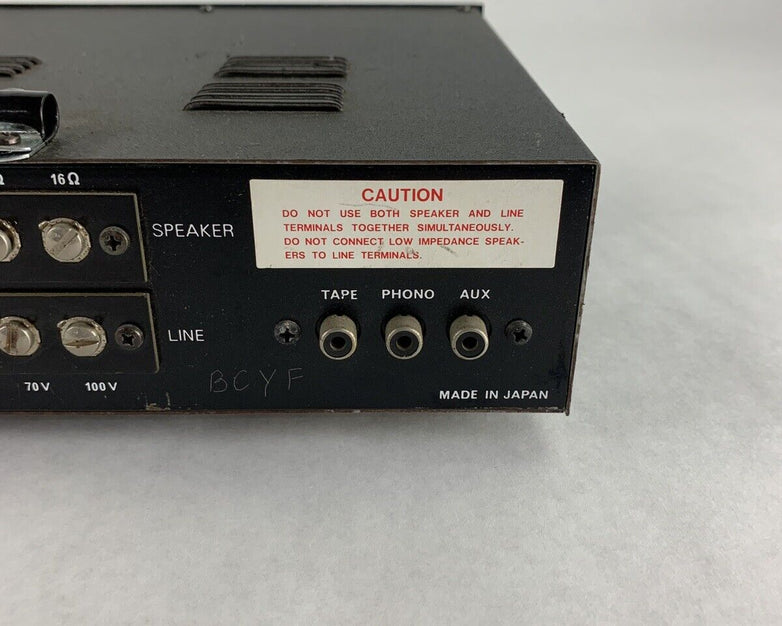 16Ω
SPEAKER
CAUTION
DO NOT USE BOTH SPEAKER AND LINE
TERMINALS TOGETHER SIMULTANEOUSLY.
DO NOT CONNECT LOW IMPEDANCE SPEAK-
ERS TO LINE TERMINALS.
TAPE PHONO AUX
LINE
70V 100V
BCYF
MADE IN JAPAN